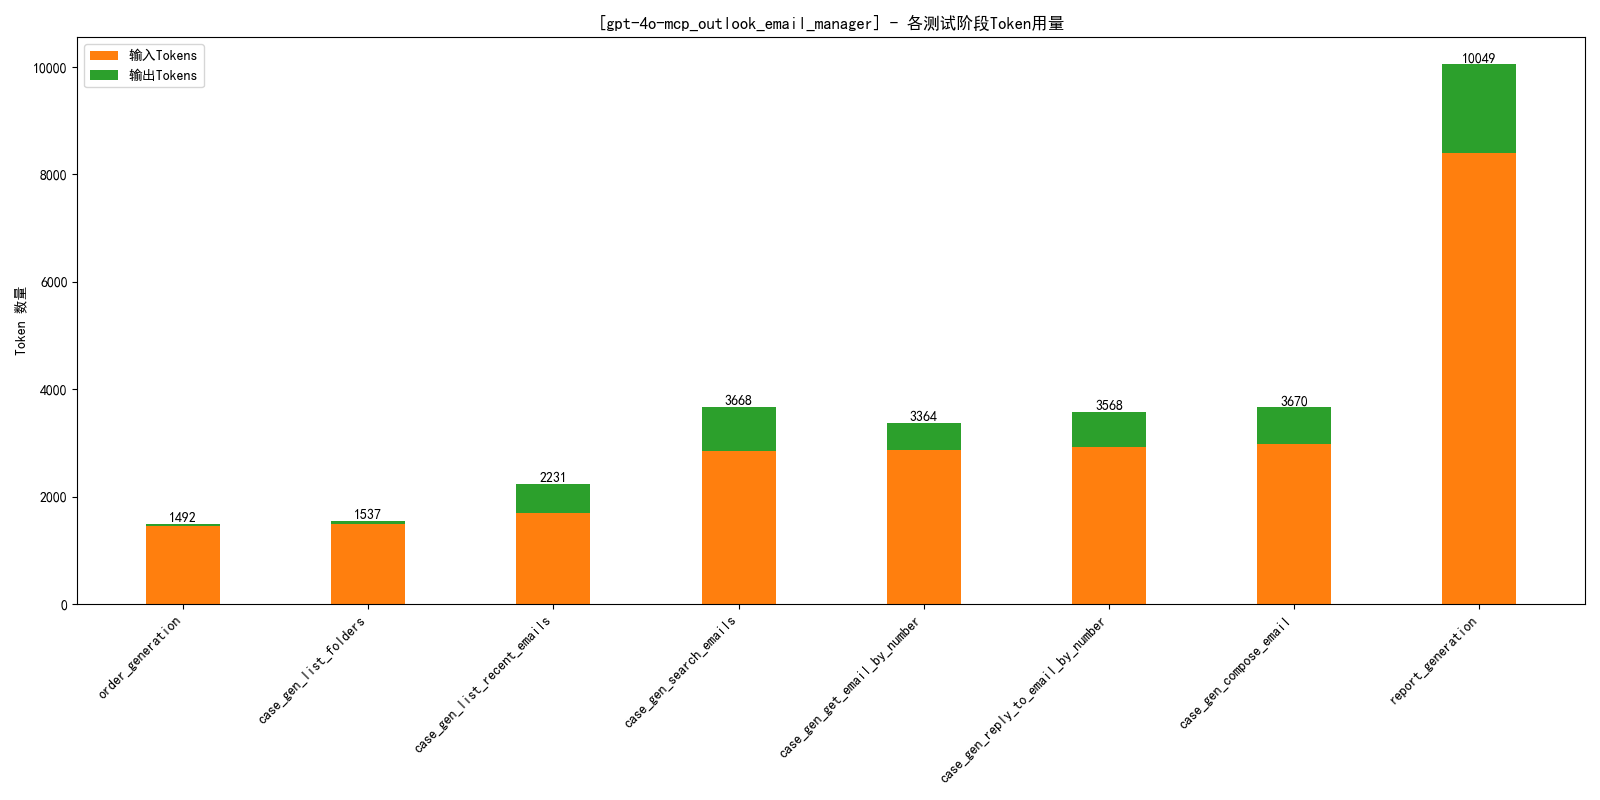 [gpt-4o-mcp_outlook_email_manager] - 各测试阶段Token用量
输入Tokens
输出Tokens
Token 数量
10000
8000
6000
4000
2000
0
1492
1537
2231
3668
3364
3568
3670
10049
order_generation
case_gen_list_folders
case_gen_list_recent_emails
case_gen_search_emails
case_gen_get_email_by_number
case_gen_reply_to_email_by_number
case_gen_compose_email
report_generation